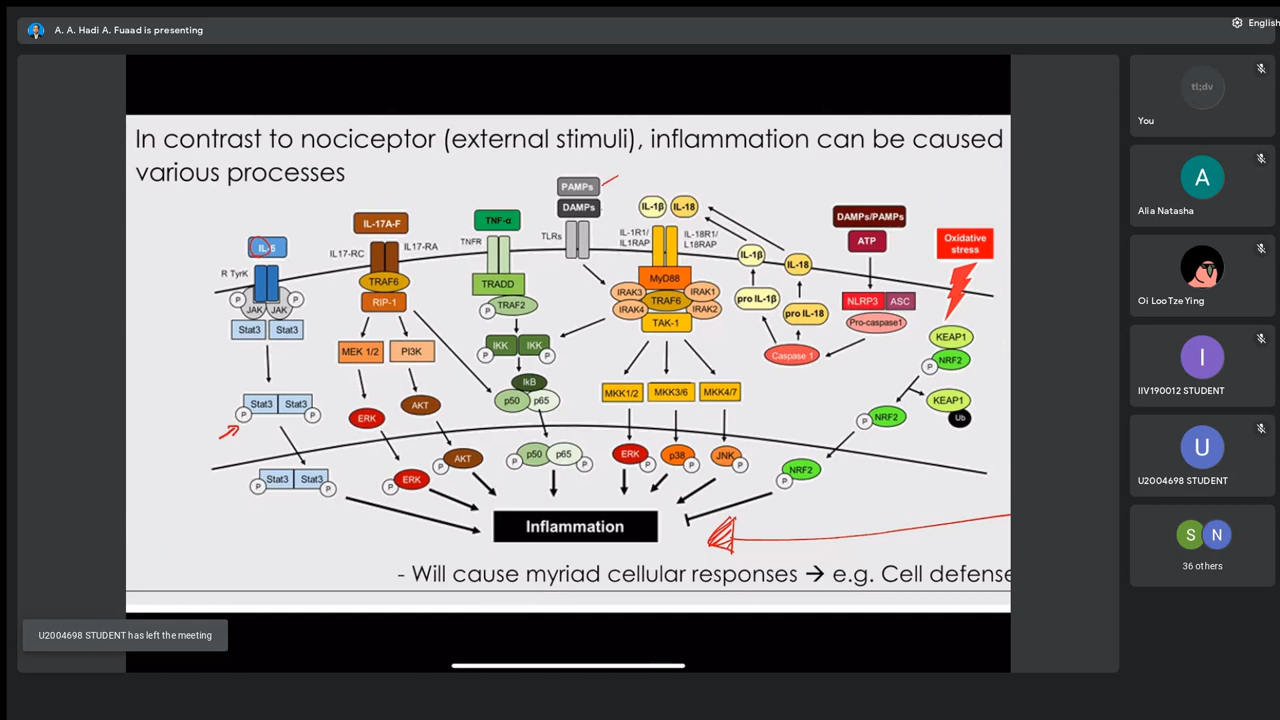 A. A. Hadi A. Fuaad is presenting
English
In contrast to nociceptor (external stimuli), inflammation can be caused
various processes
PAMPs
DAMPs
IL-1β IL-18
DAMPs/PAMPs
IL-17A-F
TNF-α
IL-6
IL17-RC
IL17-RA
TNFR
TLRs
IL-1R1/
IL1RAP
IL-18R1/
L18RAP
IL-1β
IL-18
ATP
Oxidative
stress
R TyrK
P P
JAK JAK
Stat3 Stat3
TRAF6
RIP-1
TRADD
TRAF2
P
MyD88
IRAK3 IRAK1
TRAF6
IRAK4 IRAK2
TAK-1
pro IL-1β
pro IL-18
NLRP3 ASC
Pro-caspase1
Caspase 1
KEAP1
NRF2
P
MEK 1/2 PI3K
IKK IKK
P P
IkB
p50 p65
MKK1/2 MKK3/6 MKK4/7
KEAP1
Ub
NRF2
P
Stat3 Stat3
P P
ERK
AKT
Stat3 Stat3
P P
ERK
P
AKT
P
p50 p65
P P
ERK
P
p38
P
JNK
P
NRF2
P
Inflammation
- Will cause myriad cellular responses → e.g. Cell defense
U2004698 STUDENT has left the meeting
tl;dv
You
A
Alia Natasha
Oi Loo Tze Ying
I
IIV190012 STUDENT
U
U2004698 STUDENT
S N
36 others